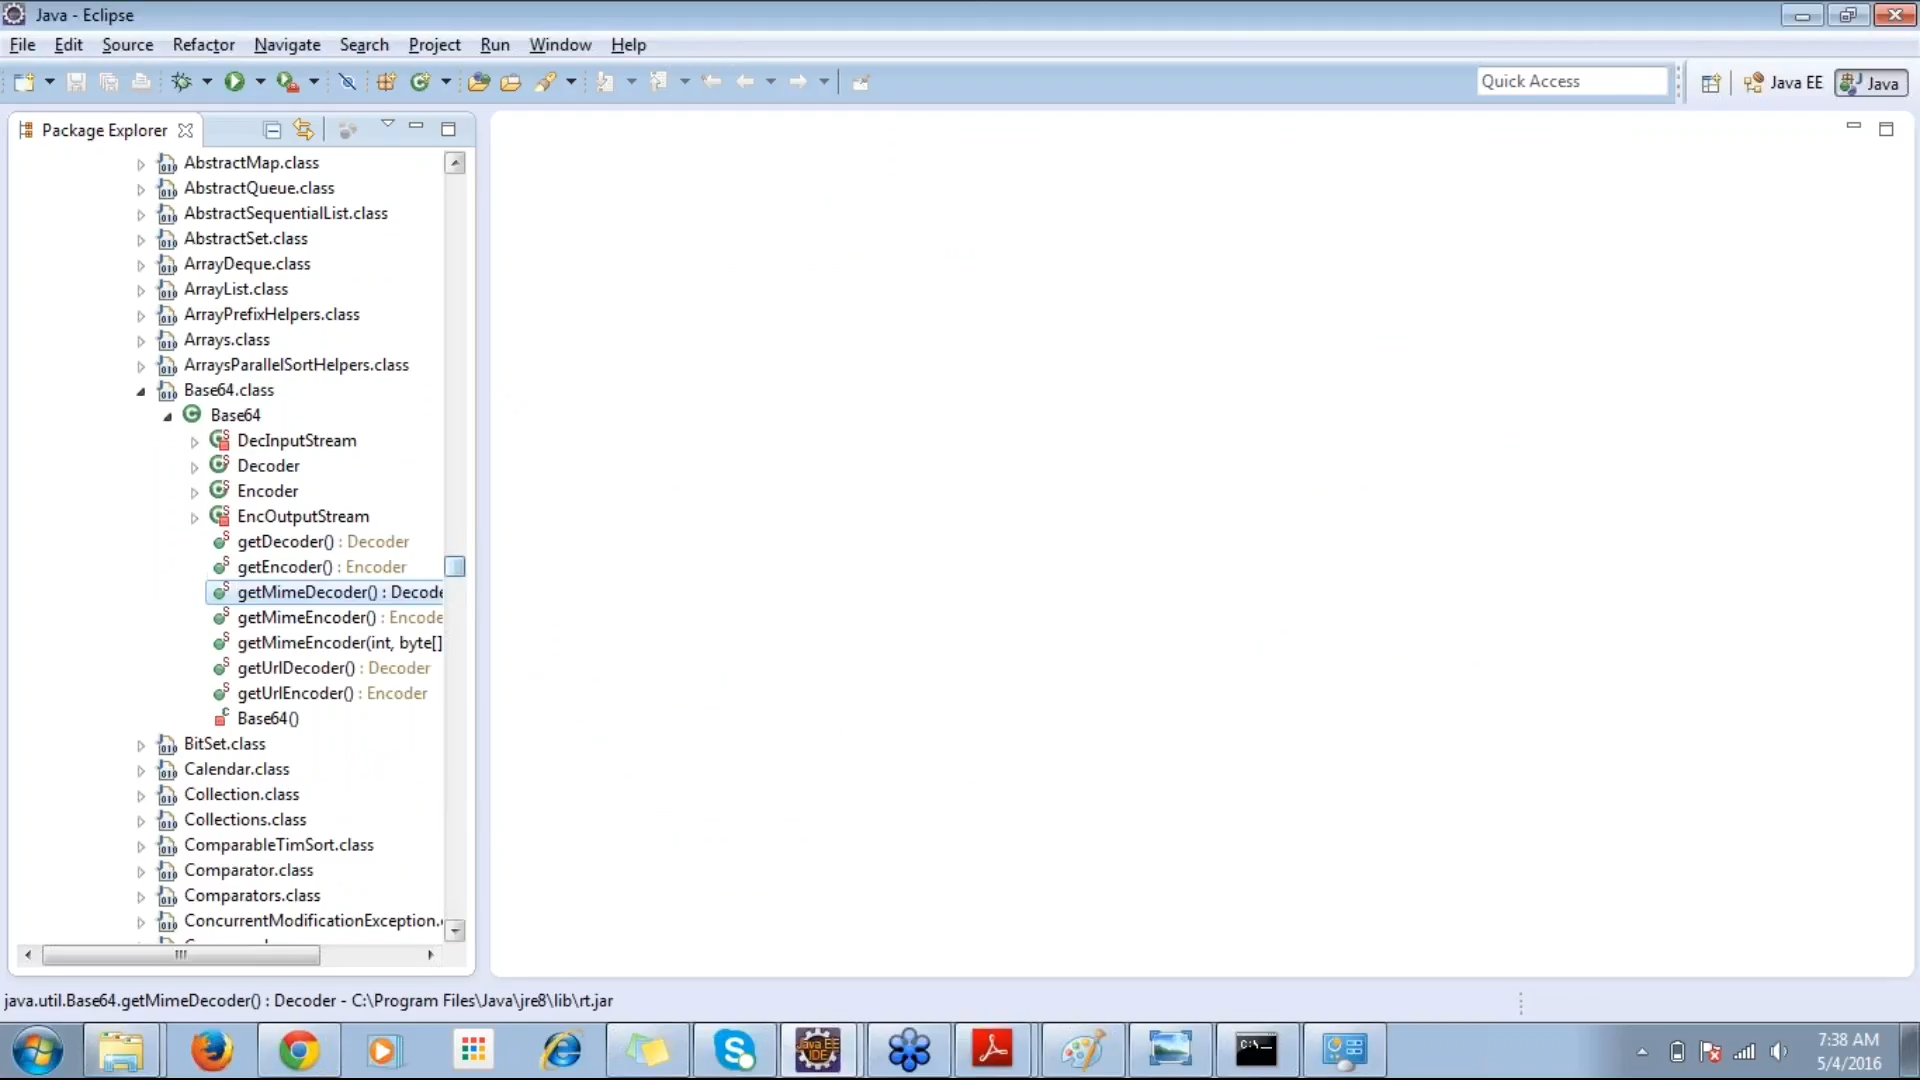 Java - Eclipse
File Edit Source Refactor Navigate Search Project Run Window Help
Quick Access
Java EE
Java
Package Explorer
AbstractMap.class
AbstractQueue.class
AbstractSequentialList.class
AbstractSet.class
ArrayDeque.class
ArrayList.class
ArrayPrefixHelpers.class
Arrays.class
ArraysParallelSortHelpers.class
Base64.class
Base64
DecInputStream
Decoder
Encoder
EncOutputStream
getDecoder() : Decoder
getEncoder() : Encoder
getMimeDecoder() : Decode
getMimeEncoder() : Encode
getMimeEncoder(int, byte[]
getUrlDecoder() : Decoder
getUrlEncoder() : Encoder
Base64()
BitSet.class
Calendar.class
Collection.class
Collections.class
ComparableTimSort.class
Comparator.class
Comparators.class
ConcurrentModificationException.
java.util.Base64.getMimeDecoder() : Decoder - C:\Program Files\Java\jre8\lib\rt.jar
Java EE
IDE
C:\
7:38 AM
5/4/2016